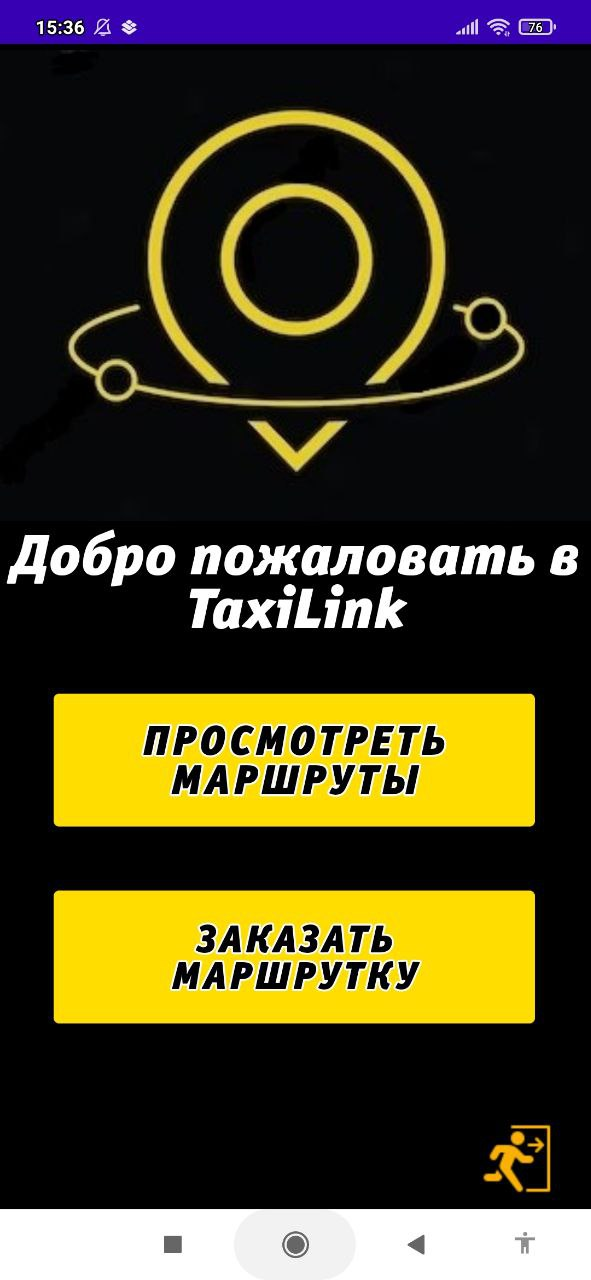 15:36
76
Добро пожаловать в
TaxiLink
ПРОСМОТРЕТЬ
МАРШРУТЫ
ЗАКАЗАТЬ
МАРШРУТКУ